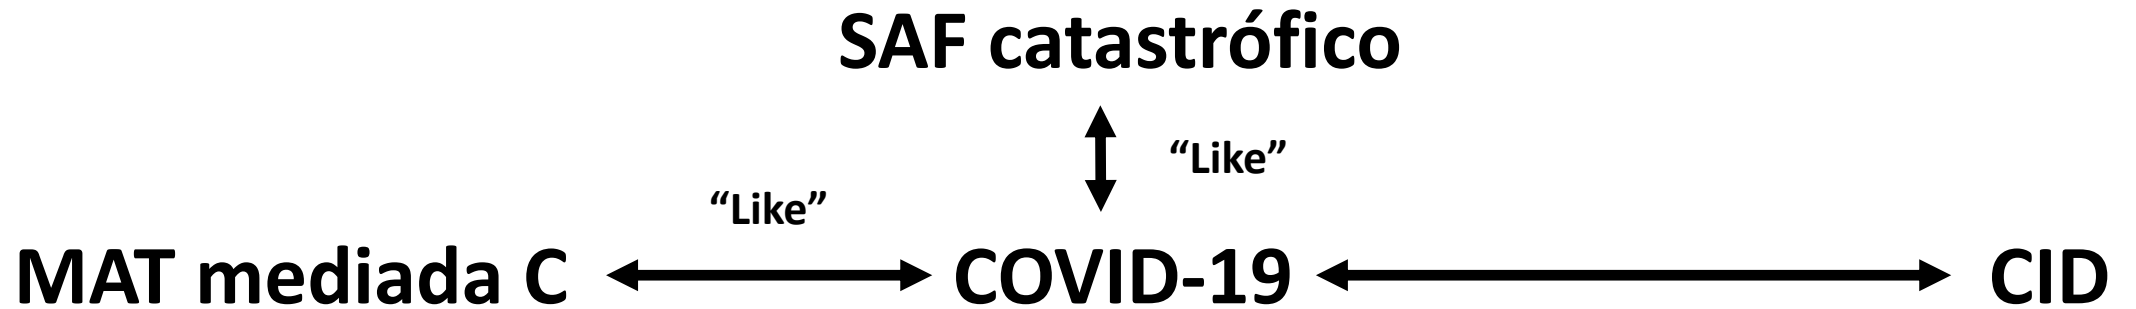 SAF catastrófico
“Like”
“Like”
MAT mediada C COVID-19 CID